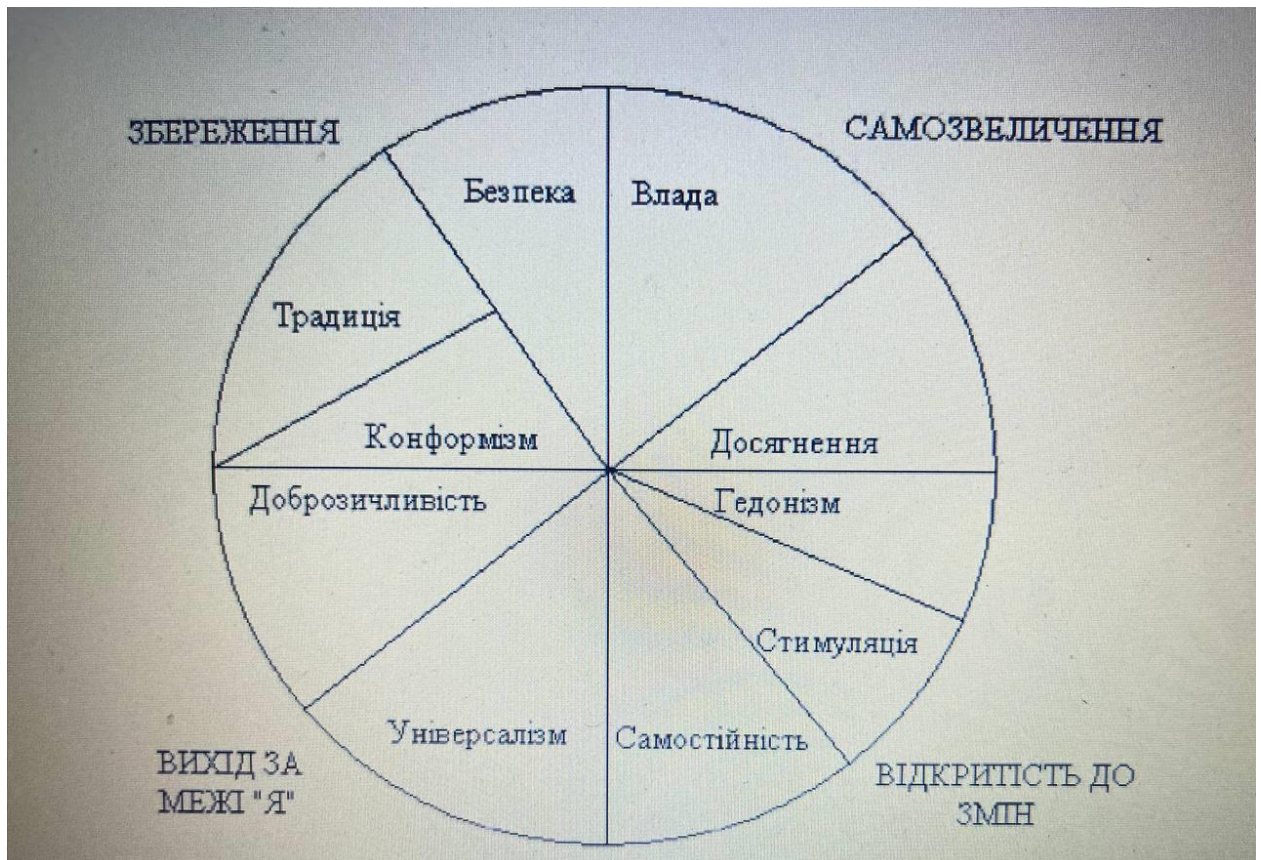 ЗБЕРЕЖЕННЯ
САМОЗВЕЛИЧЕННЯ
Безпека
Влада
Традиція
Конформізм
Досягнення
Доброзичливість
Гедонізм
Стимуляція
Універсалізм
Самостійність
ВИХІД ЗА
МЕЖІ "Я"
ВІДКРИТІСТЬ ДО
ЗМІН